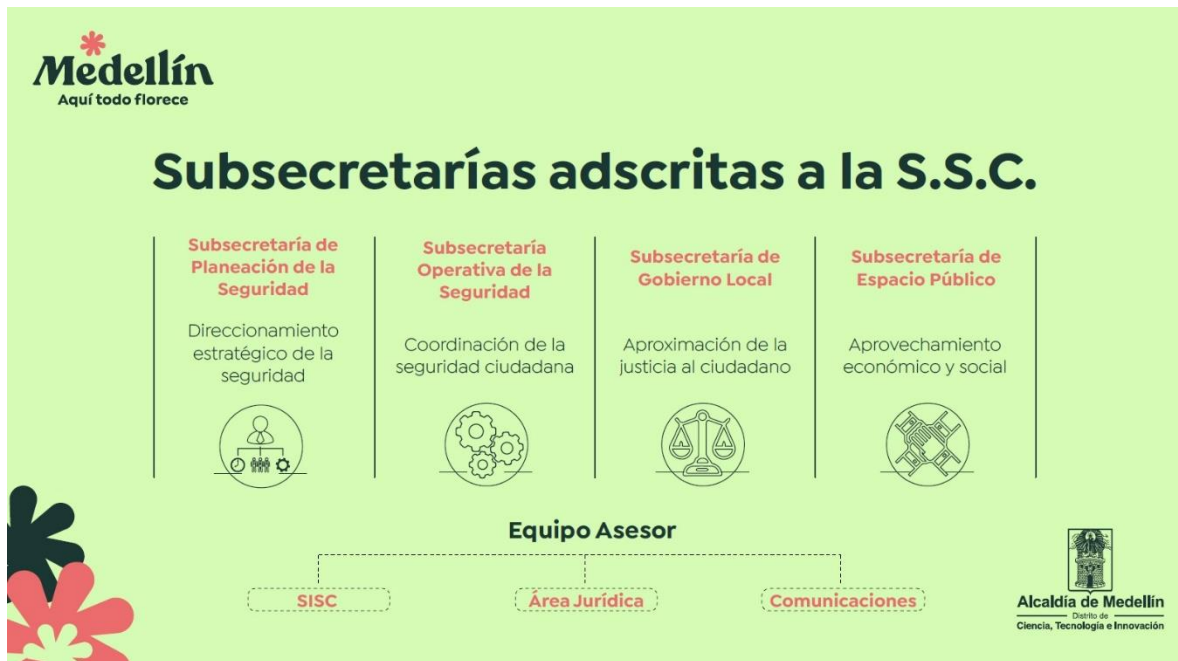 Medellín
Aquí todo florece
Subsecretarías adscritas a la S.S.C.
Subsecretaría de
Planeación de la
Seguridad
Direccionamiento
estratégico de la
seguridad
Subsecretaría
Operativa de la
Seguridad
Coordinación de la
seguridad ciudadana
Subsecretaría de
Gobierno Local
Aproximación de la
justicia al ciudadano
Subsecretaría de
Espacio Público
Aprovechamiento
económico y social
Equipo Asesor
SISC
Área Jurídica
Comunicaciones
Alcaldía de Medellín
Distrito de
Ciencia, Tecnología e Innovación